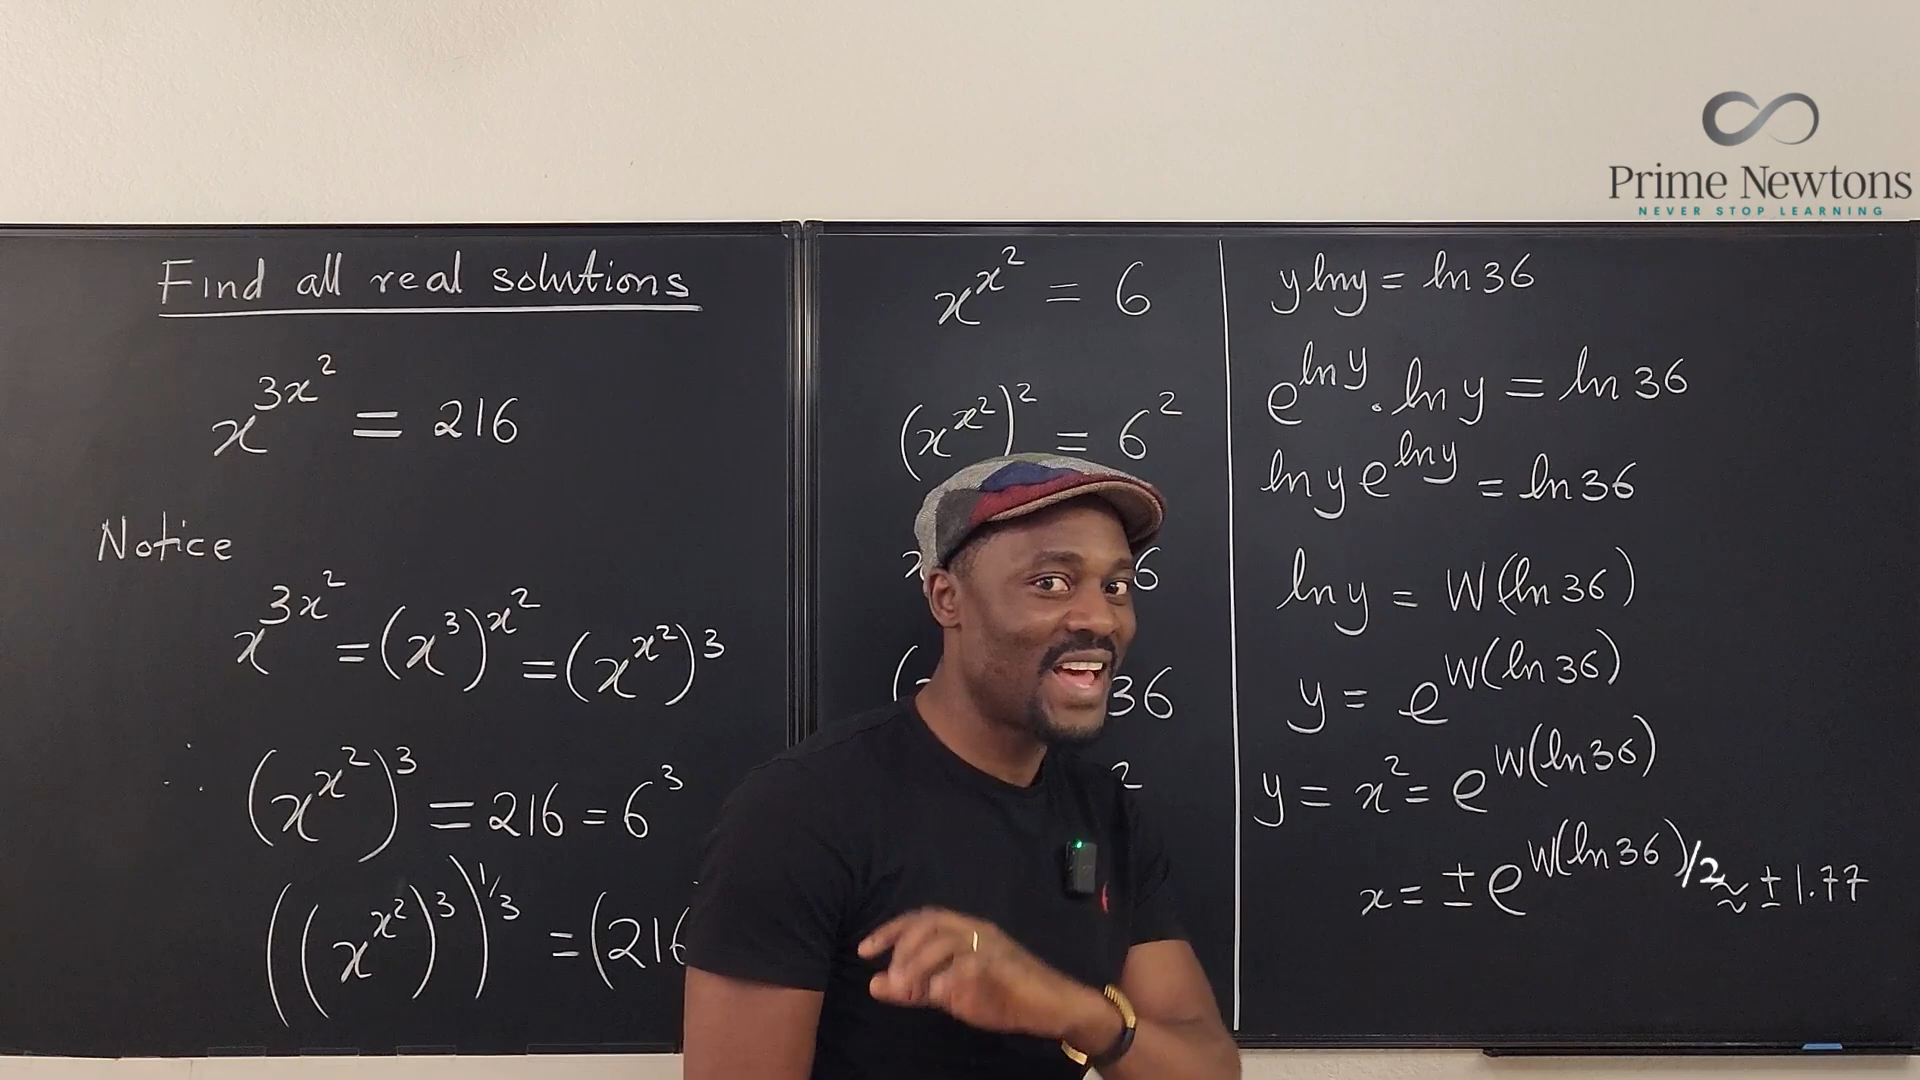 Prime Newtons
NEVER STOP LEARNING
Find all real solutions
x^{3x^2} = 216
Notice
x^{3x^2} = (x^3)^{x^2} = (x^{x^2})^3
∴ (x^{x^2})^3 = 216 = 6^3
((x^{x^2})^3)^{1/3} = (216
x^{x^2} = 6
(x^{x^2})^2 = 6^2
6
36
2
y ln y = ln 36
e^{ln y} · ln y = ln 36
ln y e^{ln y} = ln 36
ln y = W(ln 36)
y = e^{W(ln 36)}
y = x^2 = e^{W(ln 36)}
x = ± e^{W(ln 36)/2} ≈ ± 1.77